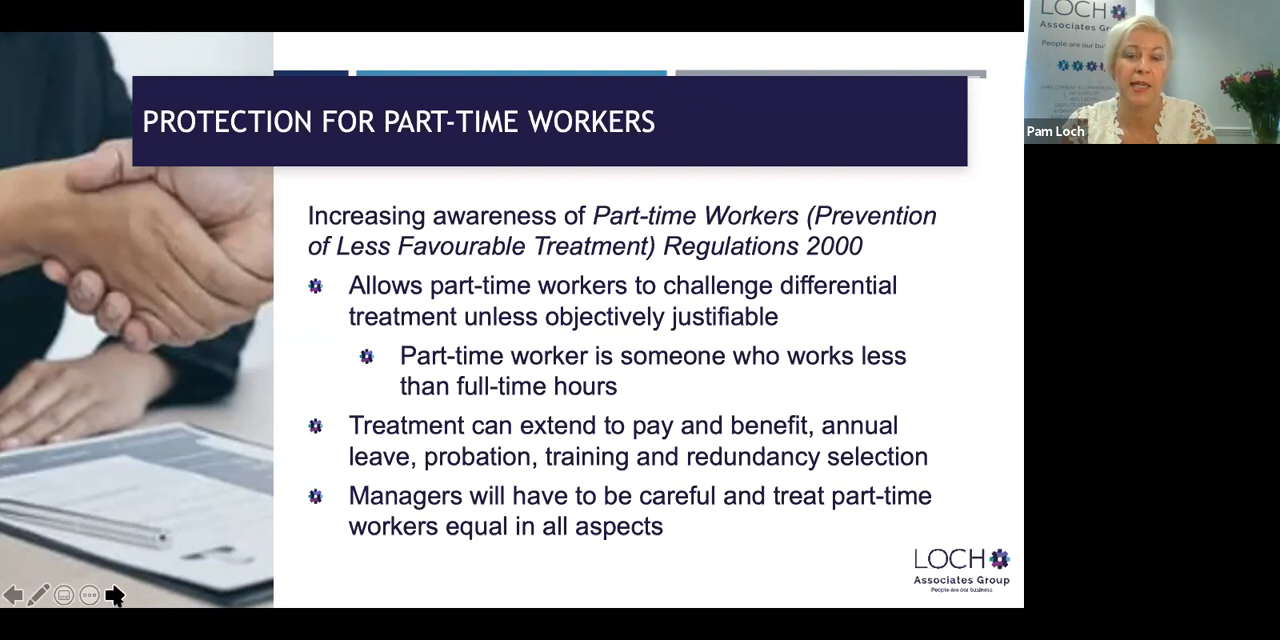 PROTECTION FOR PART-TIME WORKERS
Increasing awareness of Part-time Workers (Prevention
of Less Favourable Treatment) Regulations 2000
Allows part-time workers to challenge differential
treatment unless objectively justifiable
Part-time worker is someone who works less
than full-time hours
Treatment can extend to pay and benefit, annual
leave, probation, training and redundancy selection
Managers will have to be careful and treat part-time
workers equal in all aspects
LOCH
Associates Group
People are our business
LOCH
Associates Gr
People are our bus
Pam Loch